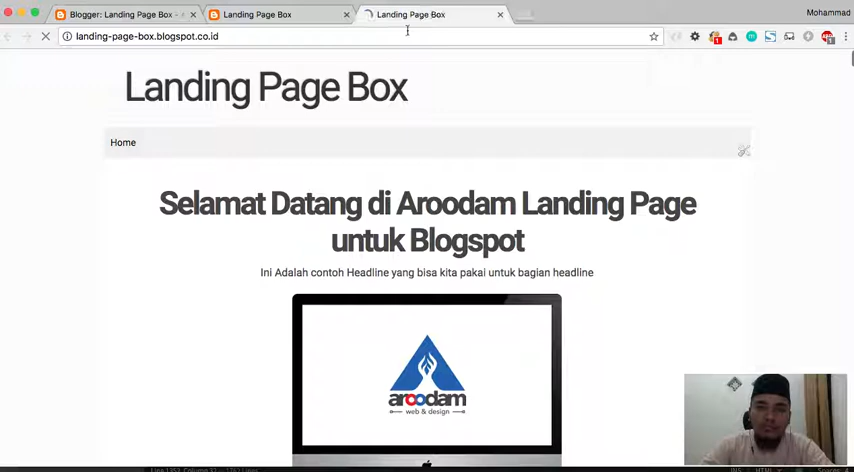 Blogger: Landing Page Box -
Landing Page Box
Landing Page Box
Mohammad
landing-page-box.blogspot.co.id
Landing Page Box
Home
Selamat Datang di Aroodam Landing Page
untuk Blogspot
Ini Adalah contoh Headline yang bisa kita pakai untuk bagian headline
aroodam
web & design